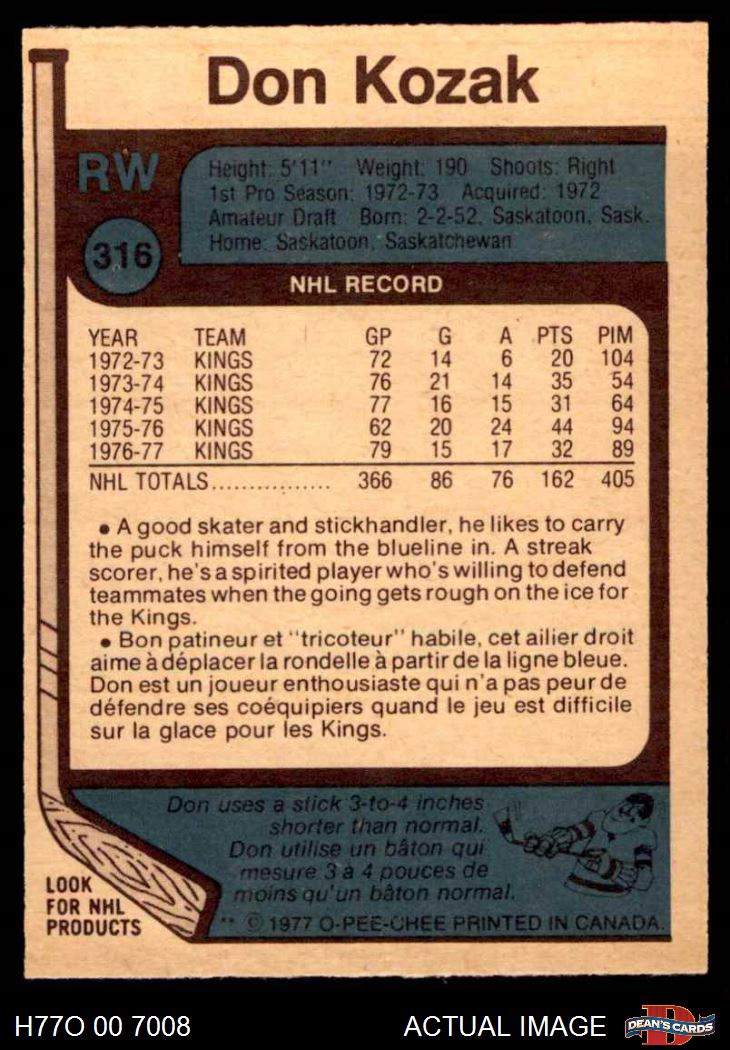 Don Kozak
RW
Height: 5'11" Weight: 190 Shoots: Right
1st Pro Season: 1972-73 Acquired: 1972
Amateur Draft Born: 2-2-52, Saskatoon, Sask.
Home: Saskatoon, Saskatchewan
316
NHL RECORD
YEAR TEAM GP G A PTS PIM
1972-73 KINGS 72 14 6 20 104
1973-74 KINGS 76 21 14 35 54
1974-75 KINGS 77 16 15 31 64
1975-76 KINGS 62 20 24 44 94
1976-77 KINGS 79 15 17 32 89
NHL TOTALS................ 366 86 76 162 405
• A good skater and stickhandler, he likes to carry
the puck himself from the blueline in. A streak
scorer, he's a spirited player who's willing to defend
teammates when the going gets rough on the ice for
the Kings.
• Bon patineur et "tricoteur" habile, cet ailier droit
aime à déplacer la rondelle à partir de la ligne bleue.
Don est un joueur enthousiaste qui n'a pas peur de
défendre ses coéquipiers quand le jeu est difficile
sur la glace pour les Kings.
Don uses a stick 3-to-4 inches
shorter than normal.
Don utilise un bâton qui
mesure 3 à 4 pouces de
moins qu'un bâton normal.
LOOK
FOR NHL
PRODUCTS
** © 1977 O-PEE-CHEE PRINTED IN CANADA.
H77O 00 7008 ACTUAL IMAGE
D
DEAN'S CARDS